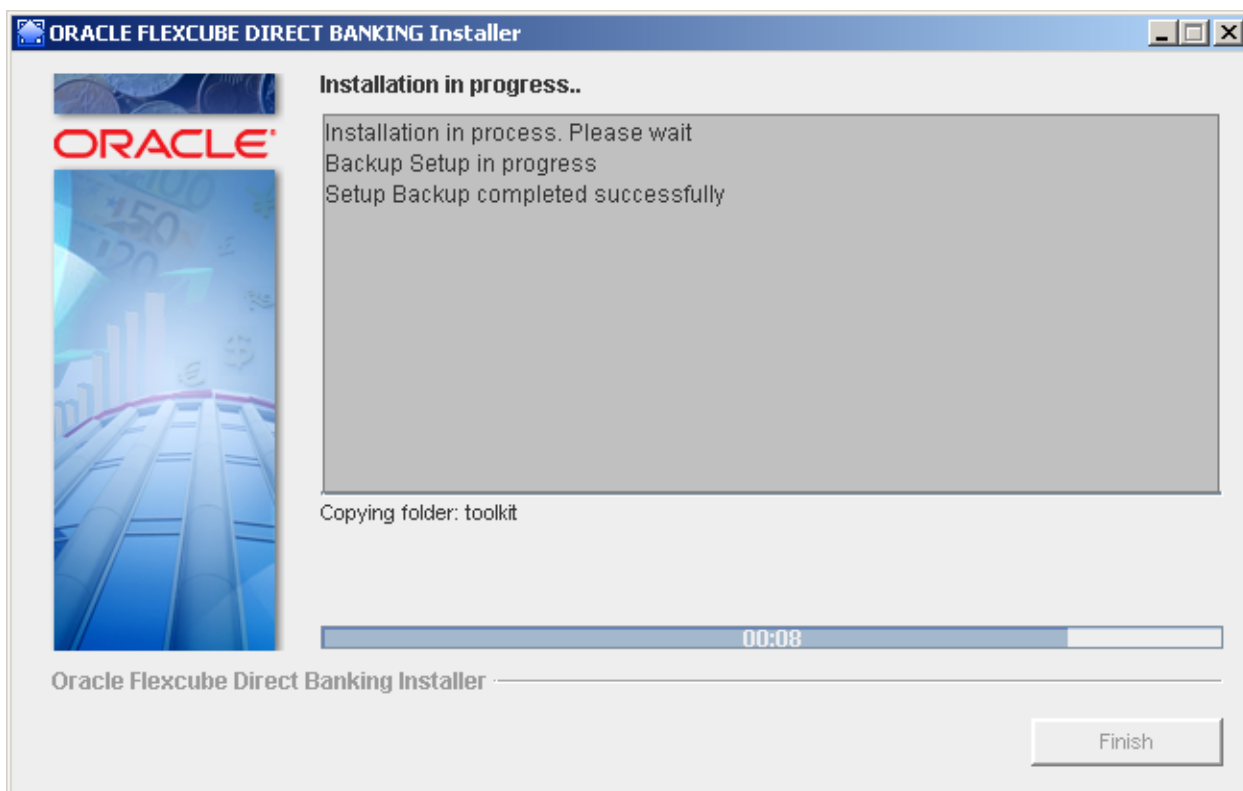 ORACLE FLEXCUBE DIRECT BANKING Installer
ORACLE
Installation in progress..
Installation in process. Please wait
Backup Setup in progress
Setup Backup completed successfully
Copying folder: toolkit
00:08
Oracle Flexcube Direct Banking Installer
Finish